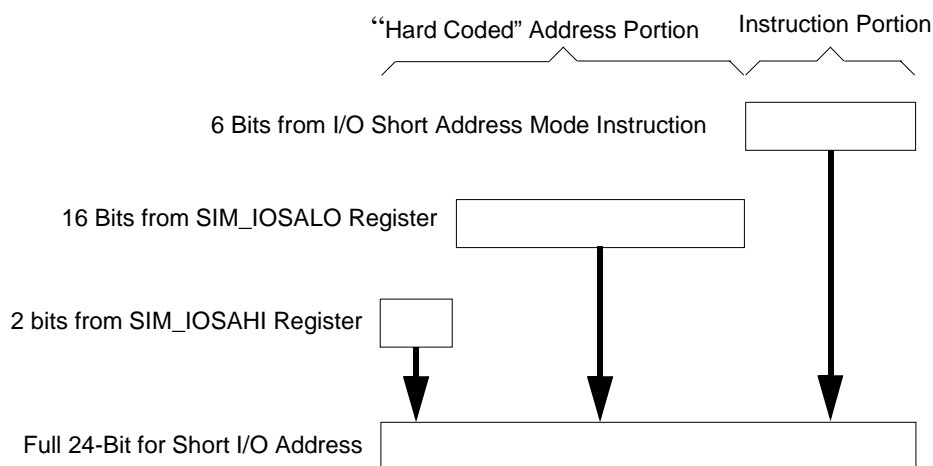 “Hard Coded” Address Portion
Instruction Portion
6 Bits from I/O Short Address Mode Instruction
16 Bits from SIM_IOSALO Register
2 bits from SIM_IOSAHI Register
Full 24-Bit for Short I/O Address